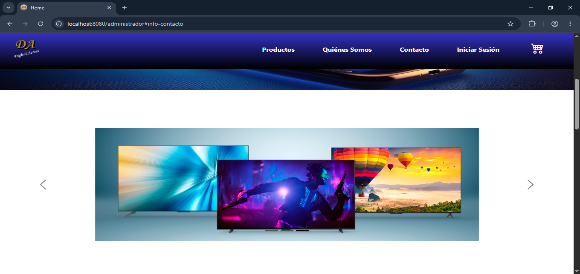 Home
localhost:8080/administrador#info-contacto
DA
Productos
Quiénes Somos
Contacto
Iniciar Sesión